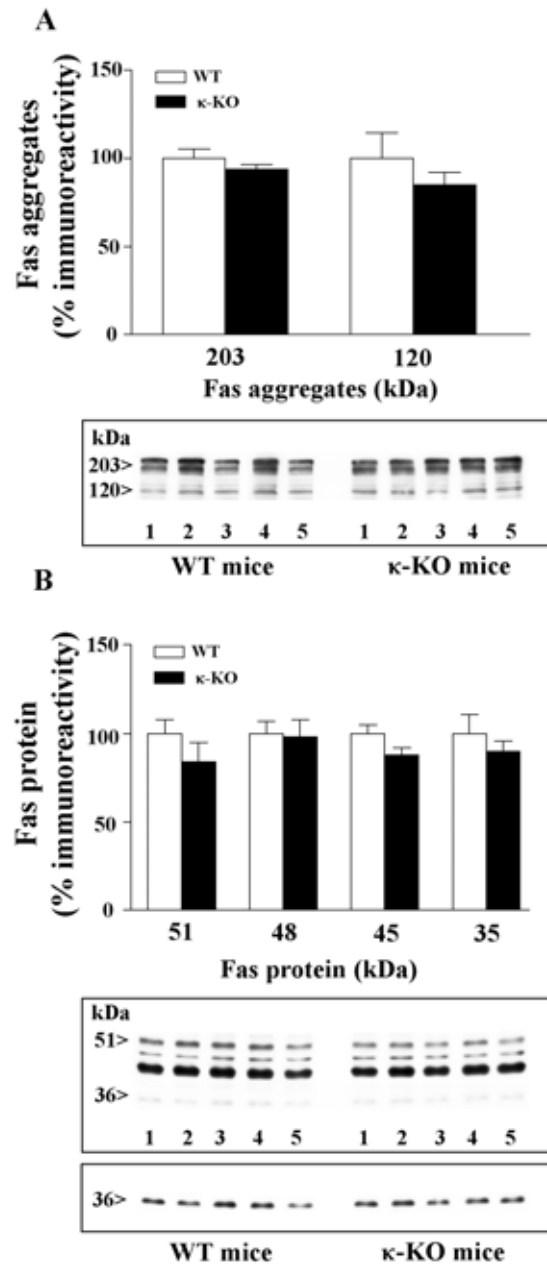 A
150
WT
κ-KO
100
50
0
Fas aggregates
(% immunoreactivity)
203 120
Fas aggregates (kDa)
kDa
203>
120>
1 2 3 4 5 1 2 3 4 5
WT mice κ-KO mice
B
150
WT
κ-KO
100
50
0
Fas protein
(% immunoreactivity)
51 48 45 35
Fas protein (kDa)
kDa
51>
36>
1 2 3 4 5 1 2 3 4 5
36>
WT mice κ-KO mice